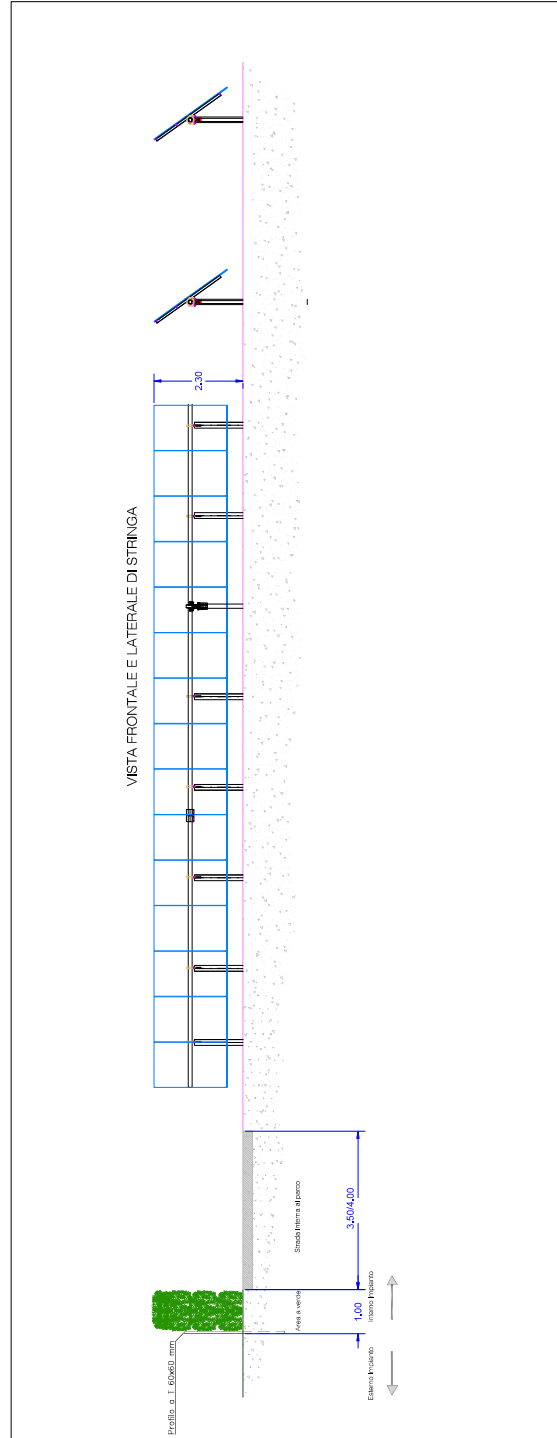 VISTA FRONTALE E LATERALE DI STRINGA
2.30
Profilo a T 60x60 mm
Area a verde
Strada Interna al parco
1.00
3.50/4.00
Esterno Impianto
Interno Impianto